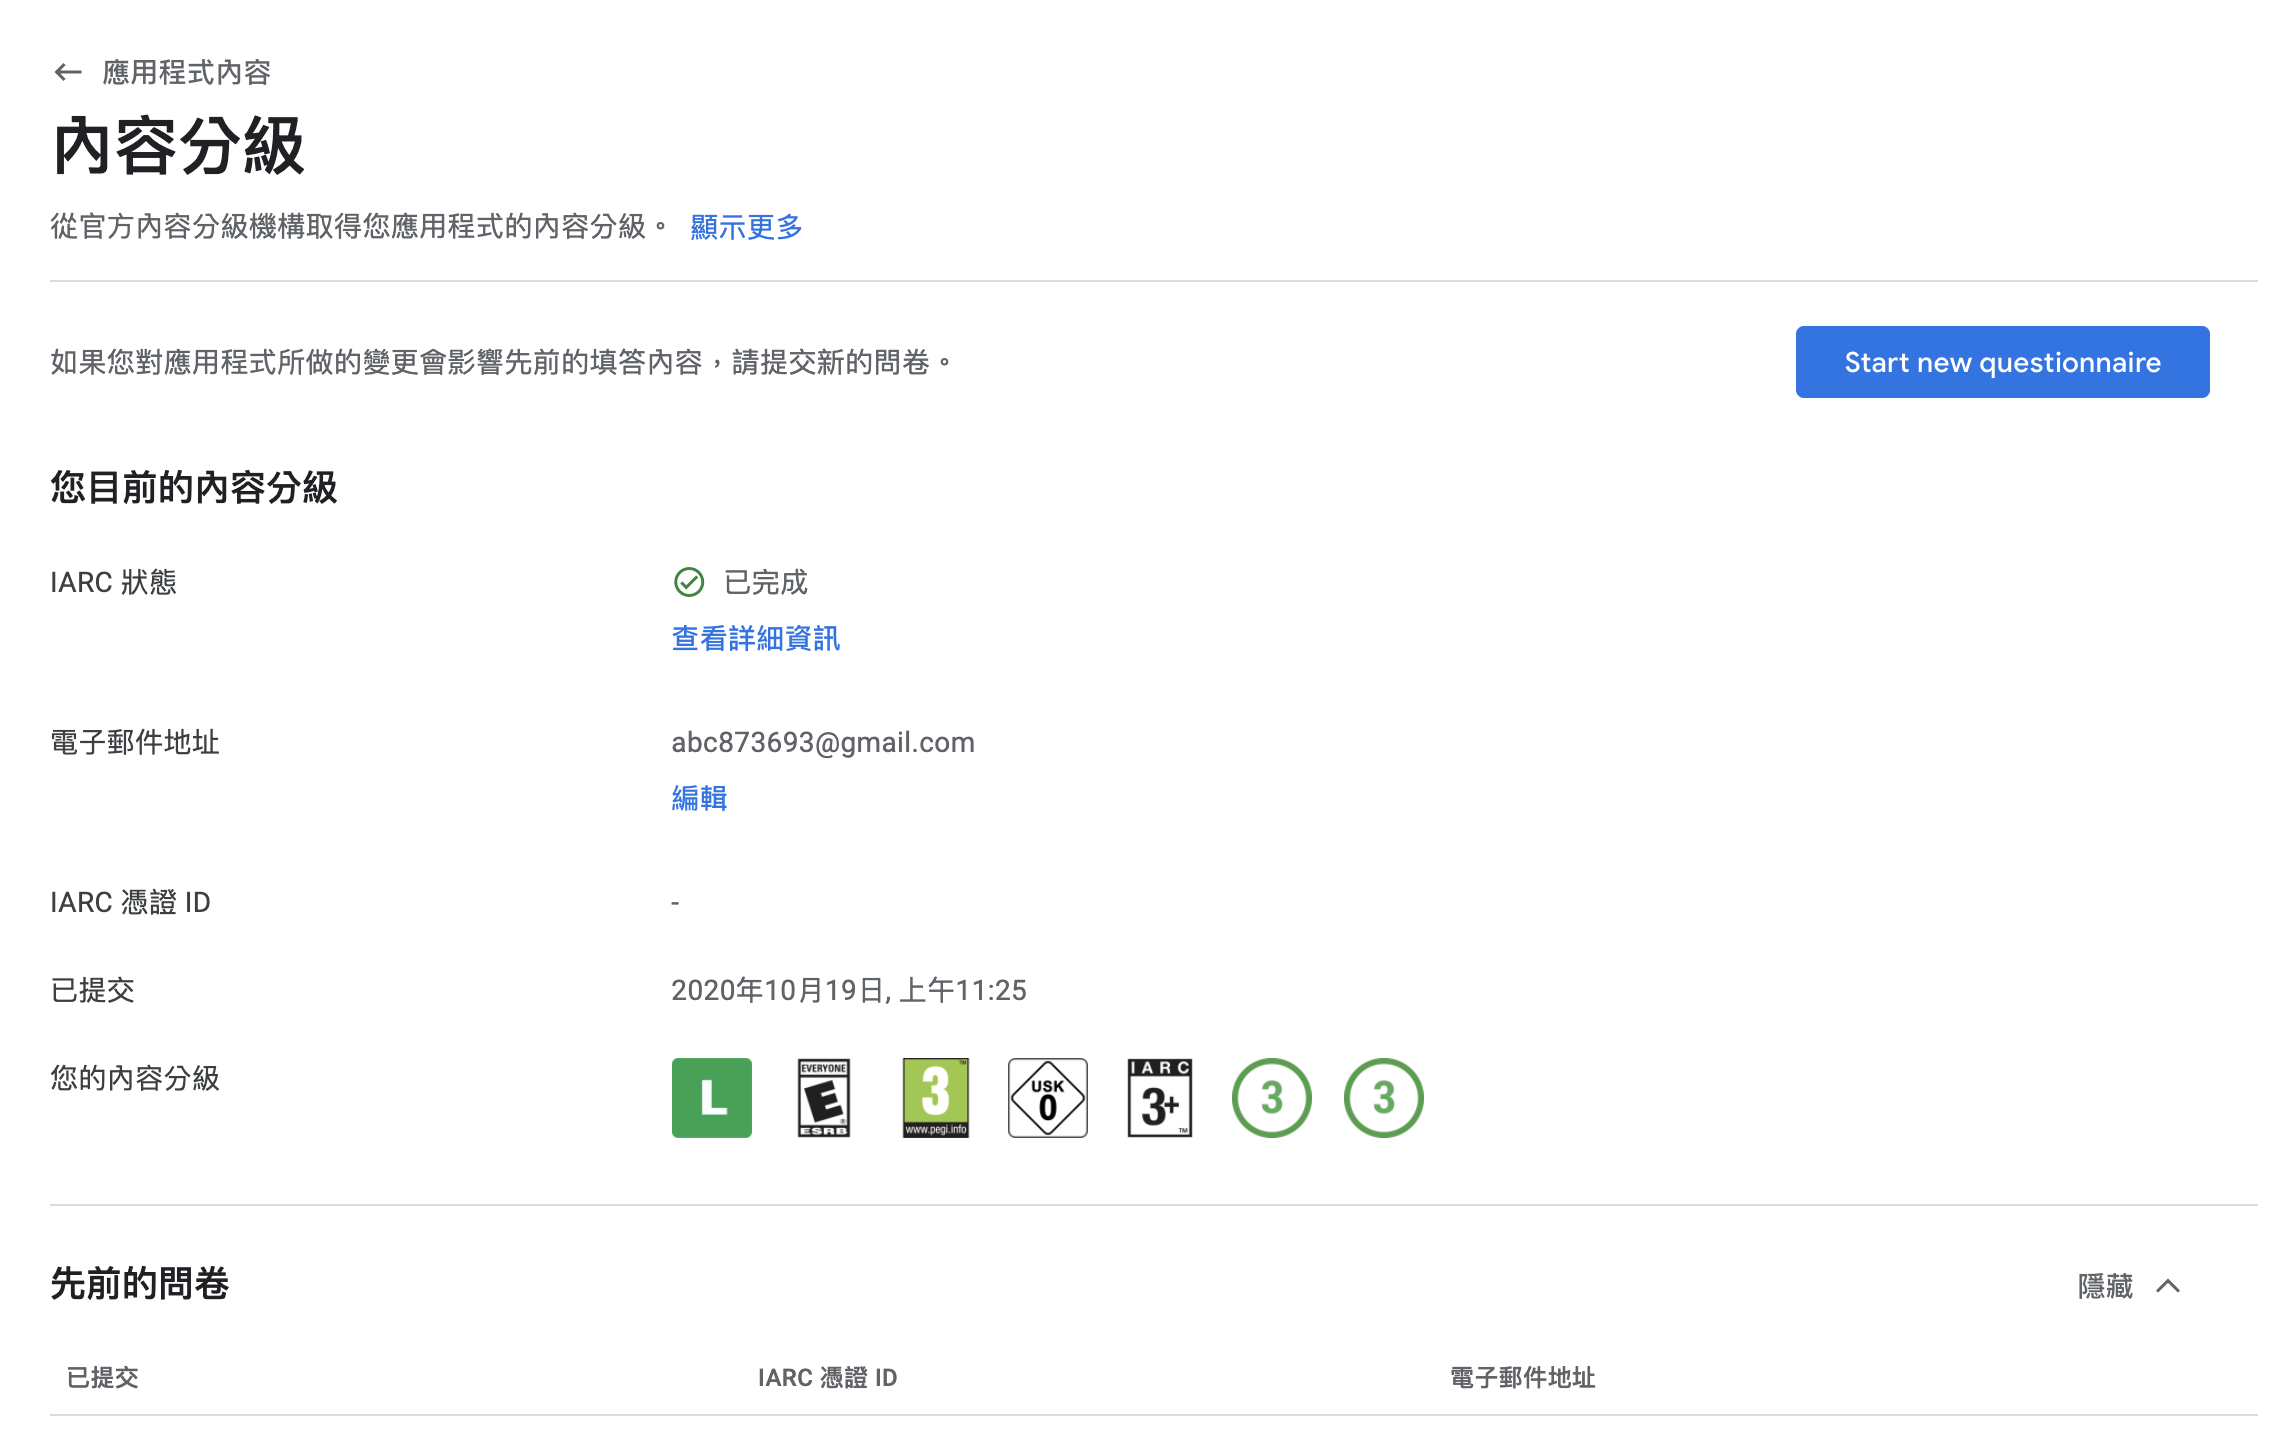 應用程式內容
內容分級
從官方內容分級機構取得您應用程式的內容分級。 顯示更多
如果您對應用程式所做的變更會影響先前的填答內容，請提交新的問卷。
Start new questionnaire
您目前的內容分級
IARC 狀態
已完成
查看詳細資訊
電子郵件地址
abc873693@gmail.com
編輯
IARC 憑證 ID
-
已提交
2020年10月19日, 上午11:25
您的內容分級
L
EVERYONE
E
®
ESRB
3
™
www.pegi.info
USK
0
IARC
3+
™
3
3
先前的問卷
隱藏
已提交 IARC 憑證 ID 電子郵件地址